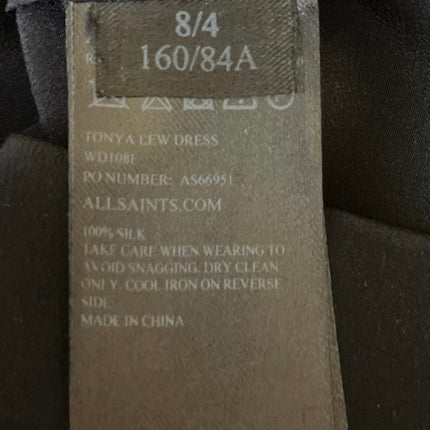 8/4
160/84A
TONYA LEW DRESS
WD108F
PO NUMBER: AS66951
ALLSAINTS.COM
100% SILK
TAKE CARE WHEN WEARING TO
AVOID SNAGGING. DRY CLEAN
ONLY. COOL IRON ON REVERSE
SIDE
MADE IN CHINA